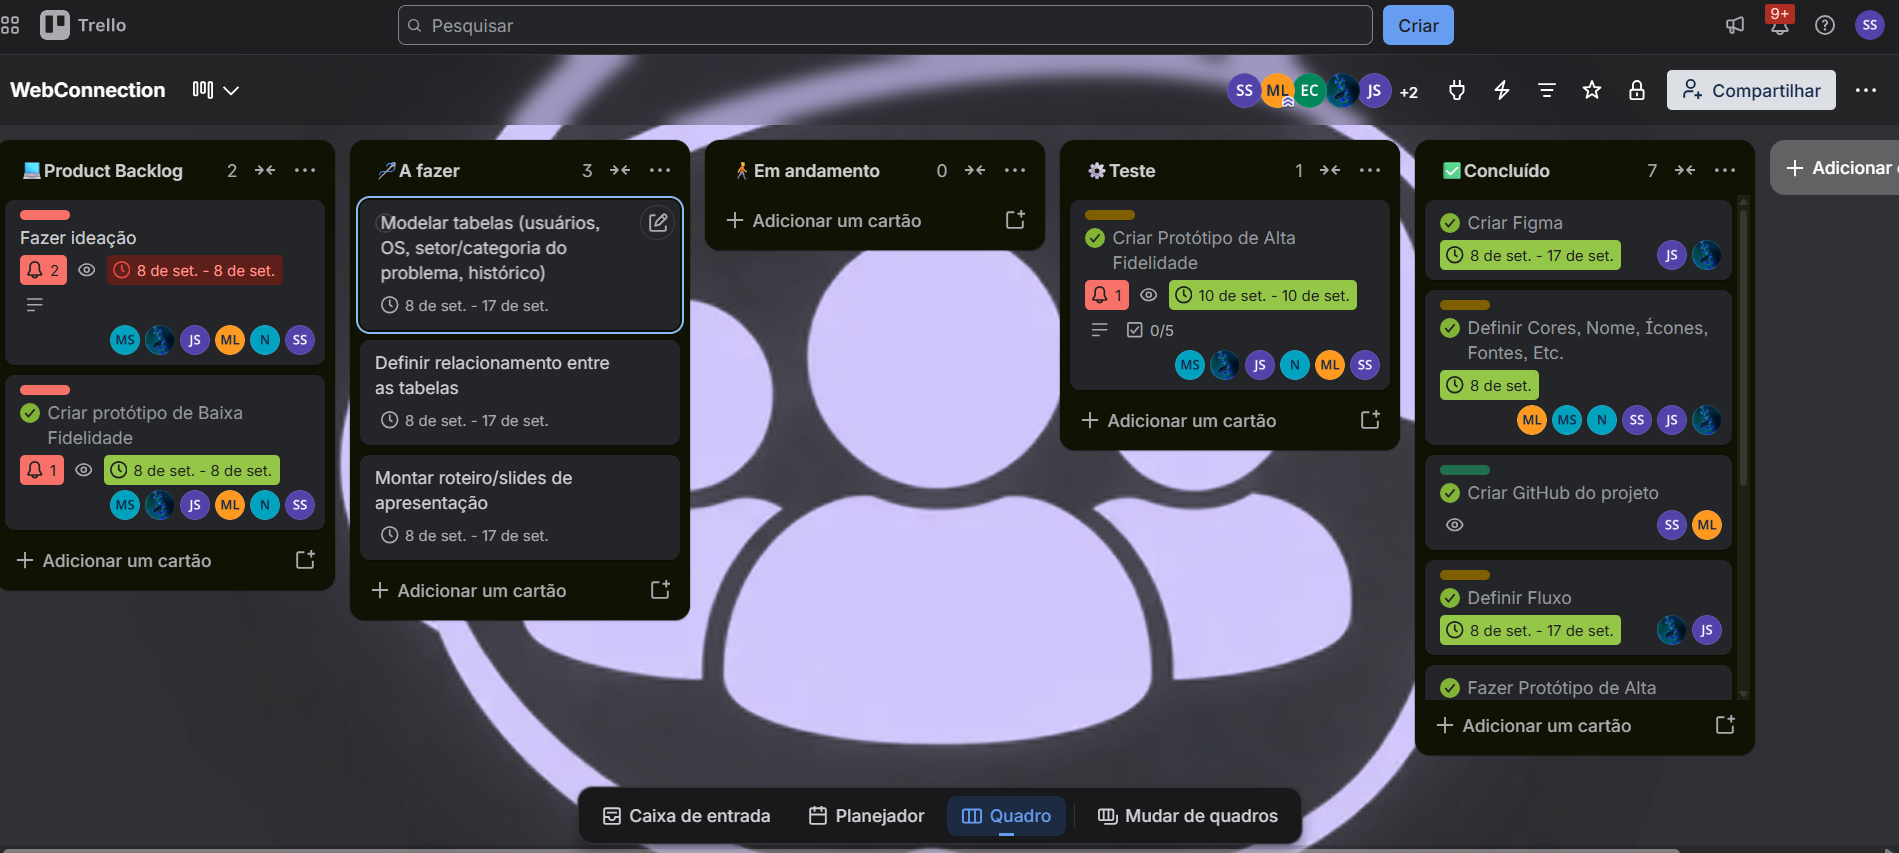 Trello
Pesquisar
Criar
9+
SS
WebConnection
SS ML EC JS +2
Compartilhar
Product Backlog 2
Fazer ideação
2 8 de set. - 8 de set.
MS JS ML N SS
Criar protótipo de Baixa
Fidelidade
1 8 de set. - 8 de set.
MS JS ML N SS
Adicionar um cartão
A fazer 3
Modelar tabelas (usuários,
OS, setor/categoria do
problema, histórico)
8 de set. - 17 de set.
Definir relacionamento entre
as tabelas
8 de set. - 17 de set.
Montar roteiro/slides de
apresentação
8 de set. - 17 de set.
Adicionar um cartão
Em andamento 0
Adicionar um cartão
Teste 1
Criar Protótipo de Alta
Fidelidade
1 10 de set. - 10 de set.
0/5
MS JS N ML SS
Adicionar um cartão
Concluído 7
Criar Figma
8 de set. - 17 de set.
JS
Definir Cores, Nome, Ícones,
Fontes, Etc.
8 de set.
ML MS N SS JS
Criar GitHub do projeto
SS ML
Definir Fluxo
8 de set. - 17 de set.
JS
Fazer Protótipo de Alta
Adicionar um cartão
Adicionar
Caixa de entrada
Planejador
Quadro
Mudar de quadros